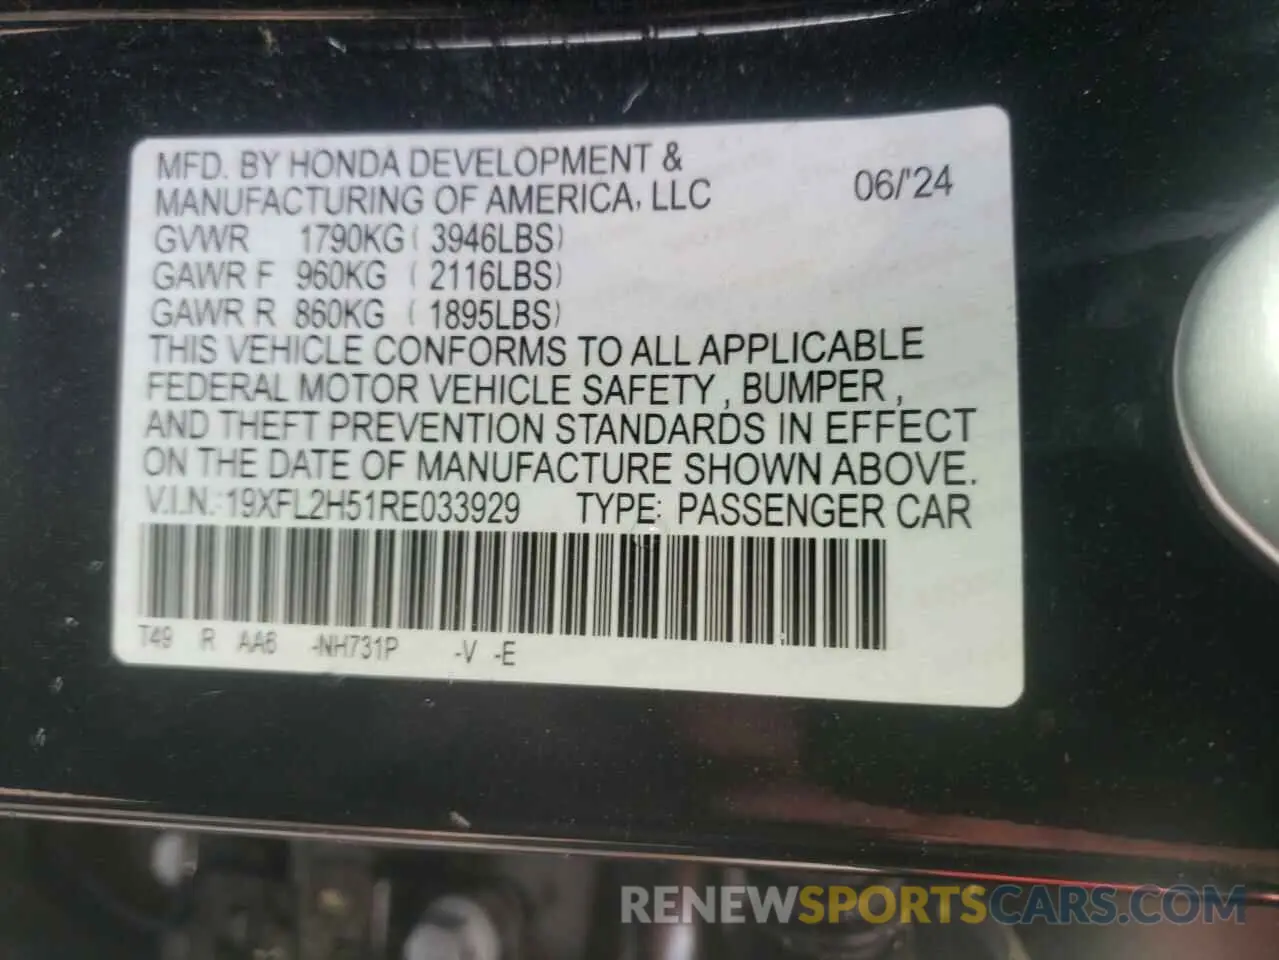 MFD. BY HONDA DEVELOPMENT &
MANUFACTURING OF AMERICA, LLC 06/'24
GVWR 1790KG ( 3946LBS)
GAWR F 960KG ( 2116LBS)
GAWR R 860KG ( 1895LBS)
THIS VEHICLE CONFORMS TO ALL APPLICABLE
FEDERAL MOTOR VEHICLE SAFETY , BUMPER ,
AND THEFT PREVENTION STANDARDS IN EFFECT
ON THE DATE OF MANUFACTURE SHOWN ABOVE.
V.I.N.: 19XFL2H51RE033929 TYPE: PASSENGER CAR
T49 R AA6 -NH731P -V -E
RENEWSPORTSCARS.COM